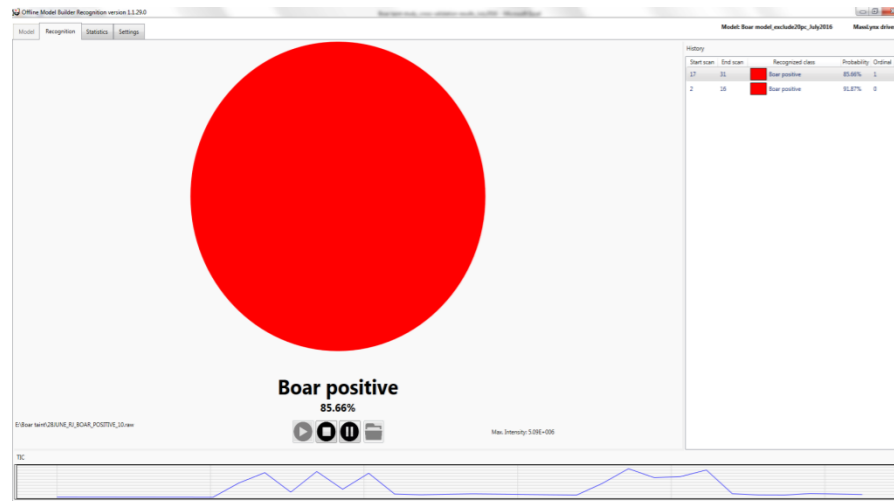 Offline Model Builder Recognition version 1.1.29.0
Model Recognition Statistics Settings
Model: Boar model_exclude20pc_July2016 MassLynx drive
History
Start scan End scan Recognized class Probability Ordinal
17 31 Boar positive 85.66% 1
2 16 Boar positive 91.87% 0
Boar positive
85.66%
E:\Boar taint\28JUNE_RJ_BOAR_POSITIVE_10.raw
Max. Intensity: 5.09E+006
TIC